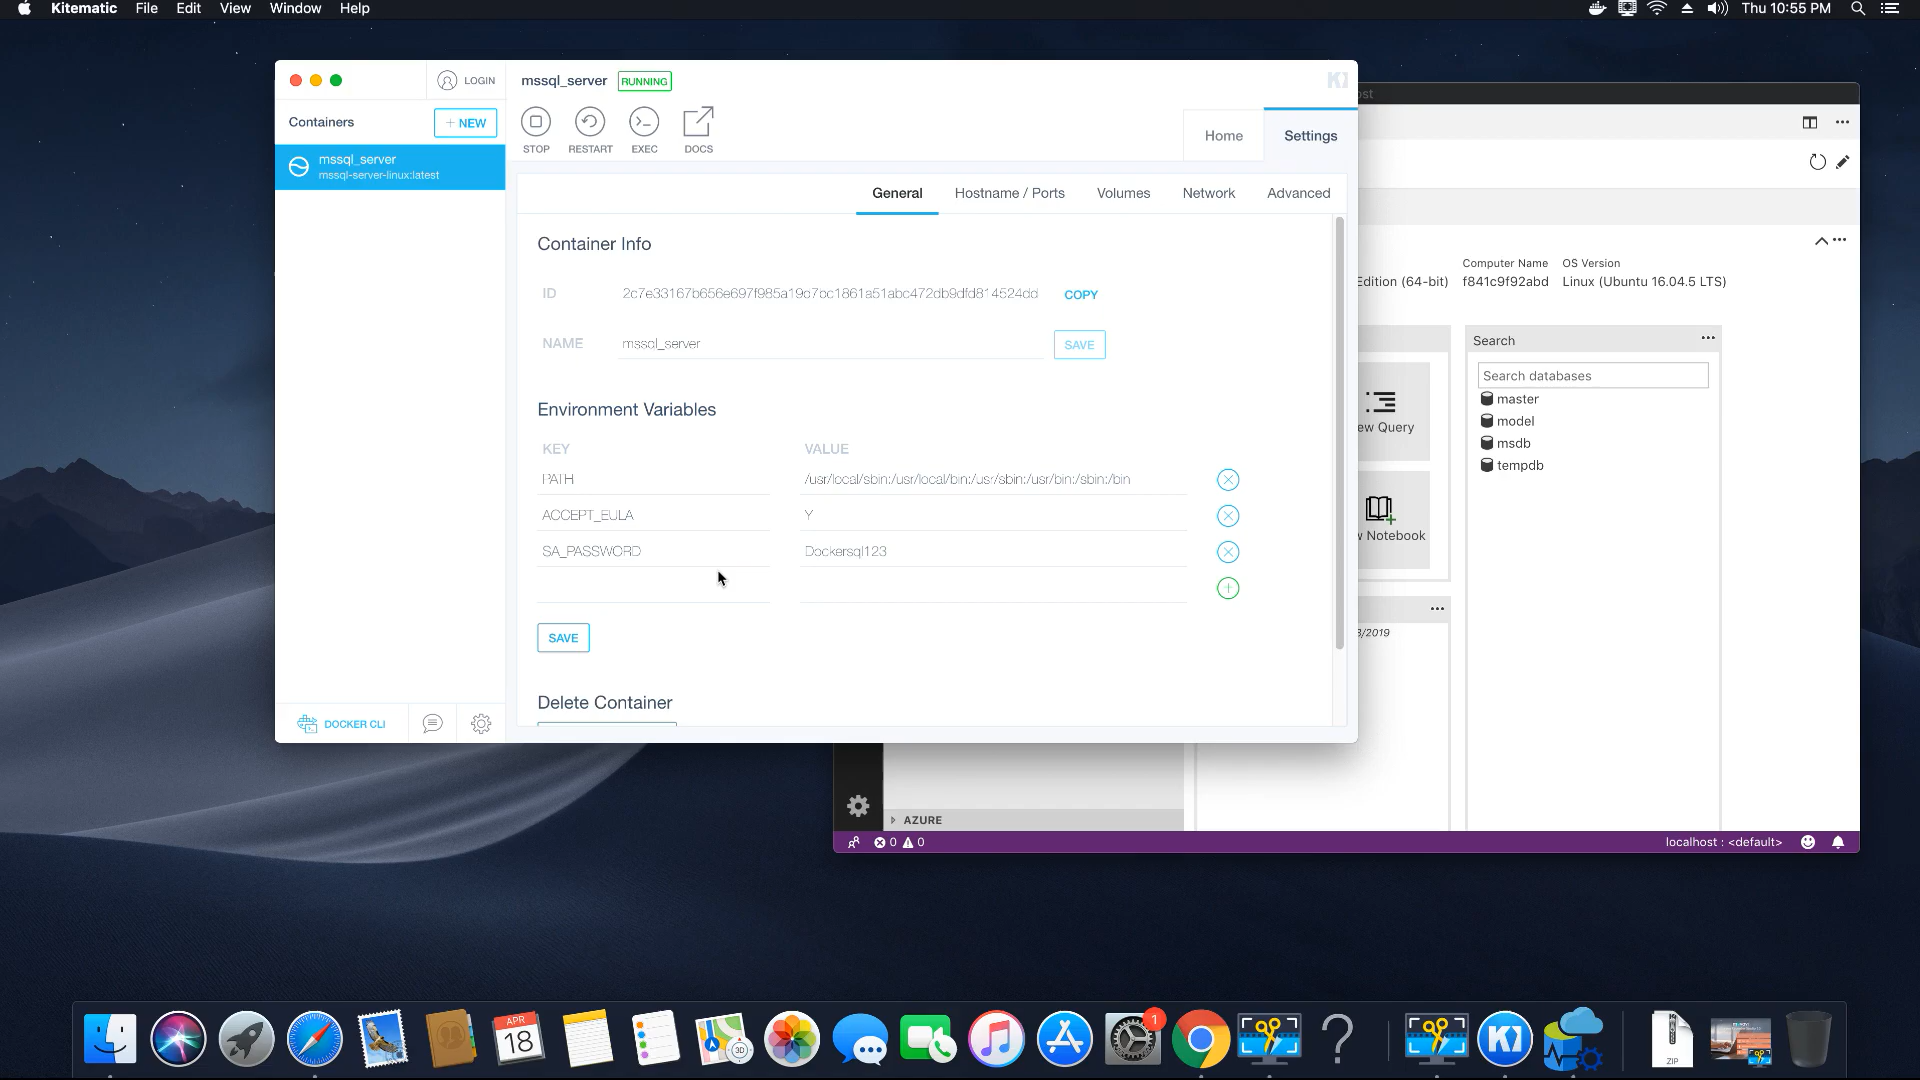 Kitematic File Edit View Window Help
Thu 10:55 PM
LOGIN
mssql_server RUNNING
Containers
+ NEW
mssql_server
mssql-server-linux:latest
STOP RESTART EXEC DOCS
Home Settings
General Hostname / Ports Volumes Network Advanced
Container Info
ID
COPY
NAME mssql_server SAVE
Environment Variables
KEY VALUE
PATH /usr/local/sbin:/usr/local/bin:/usr/sbin:/usr/bin:/sbin:/bin
ACCEPT_EULA Y
SA_PASSWORD Dockersql123
SAVE
Delete Container
DOCKER CLI
Computer Name OS Version
Edition (64-bit) f841c9f92abd Linux (Ubuntu 16.04.5 LTS)
Search
Search databases
master
model
msdb
tempdb
ew Query
w Notebook
8/2019
AZURE
0 0
localhost : <default>
APR
18
3D
1
ZIP